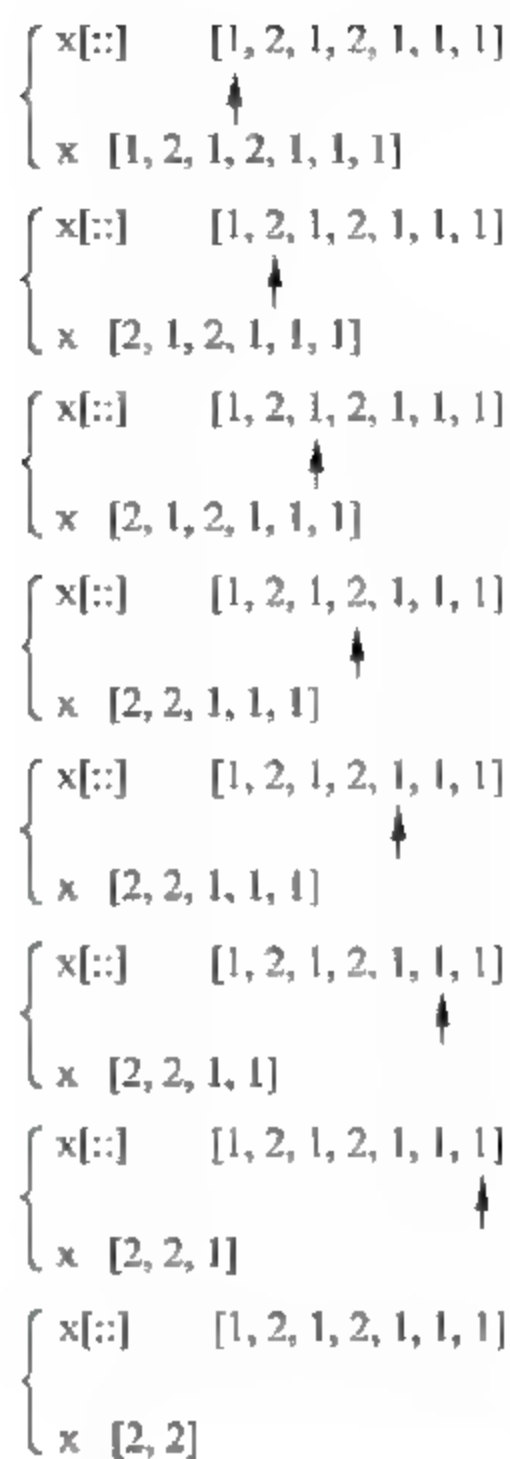 x[::] [1, 2, 1, 2, 1, 1, 1]
x [1, 2, 1, 2, 1, 1, 1]
x[::] [1, 2, 1, 2, 1, 1, 1]
x [2, 1, 2, 1, 1, 1]
x[::] [1, 2, 1, 2, 1, 1, 1]
x [2, 1, 2, 1, 1, 1]
x[::] [1, 2, 1, 2, 1, 1, 1]
x [2, 2, 1, 1, 1]
x[::] [1, 2, 1, 2, 1, 1, 1]
x [2, 2, 1, 1, 1]
x[::] [1, 2, 1, 2, 1, 1, 1]
x [2, 2, 1, 1]
x[::] [1, 2, 1, 2, 1, 1, 1]
x [2, 2, 1]
x[::] [1, 2, 1, 2, 1, 1, 1]
x [2, 2]